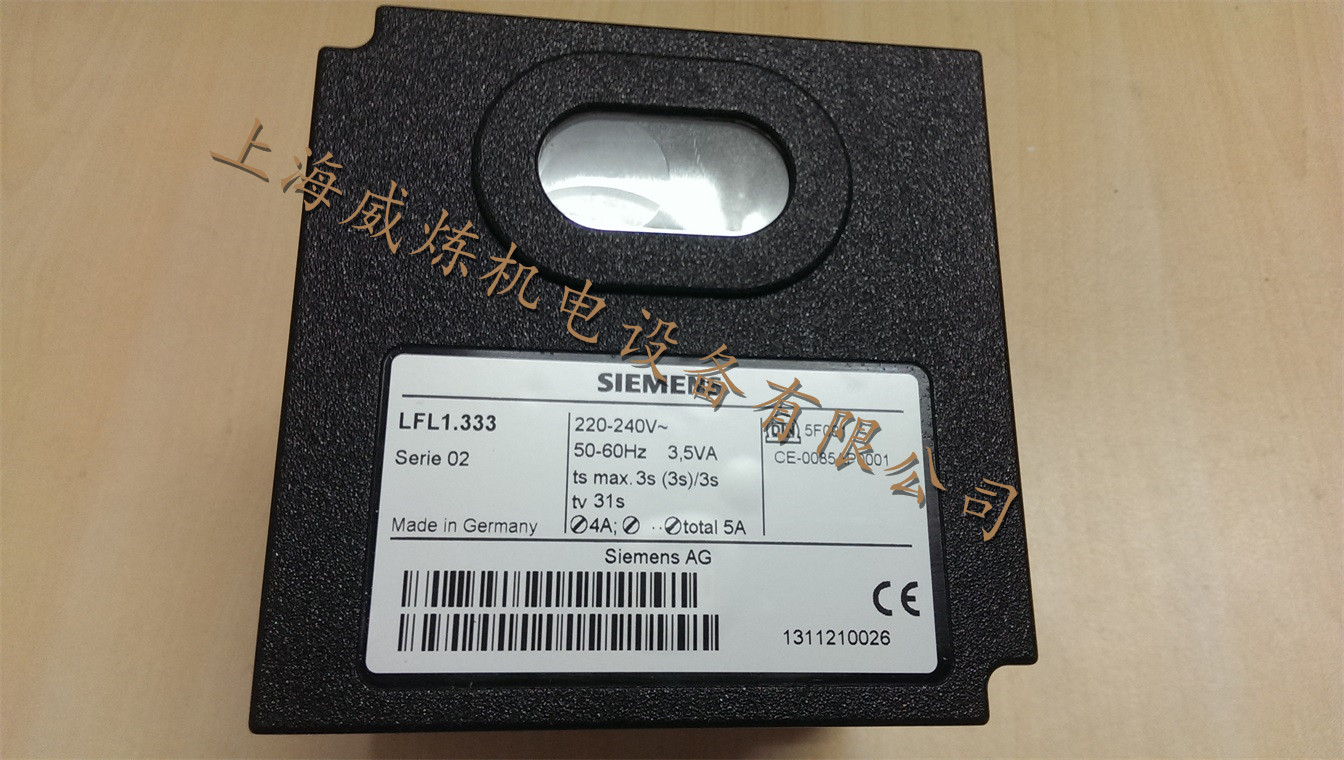 上海威炼机电设备有限公司
SIEMENS
LFL1.333
Serie 02
Made in Germany
220-240V~
50-60Hz 3,5VA
ts max. 3s (3s)/3s
tv 31s
4A; ·· total 5A
DIN
Siemens AG
CE
1311210026